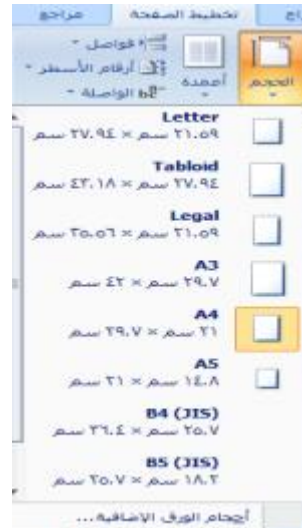 تخطيط الصفحة
مراجع
الحجم
أعمدة
فواصل
أرقام الأسطر
الواصلة
Letter
٢١.٥٩ سم × ٢٧.٩٤ سم
Tabloid
٢٧.٩٤ سم × ٤٣.١٨ سم
Legal
٢١.٥٩ سم × ٣٥.٥٦ سم
A3
٢٩.٧ سم × ٤٢ سم
A4
٢١ سم × ٢٩.٧ سم
A5
١٤.٨ سم × ٢١ سم
B4 (JIS)
٢٥.٧ سم × ٣٦.٤ سم
B5 (JIS)
١٨.٢ سم × ٢٥.٧ سم
أحجام الورق الإضافية...